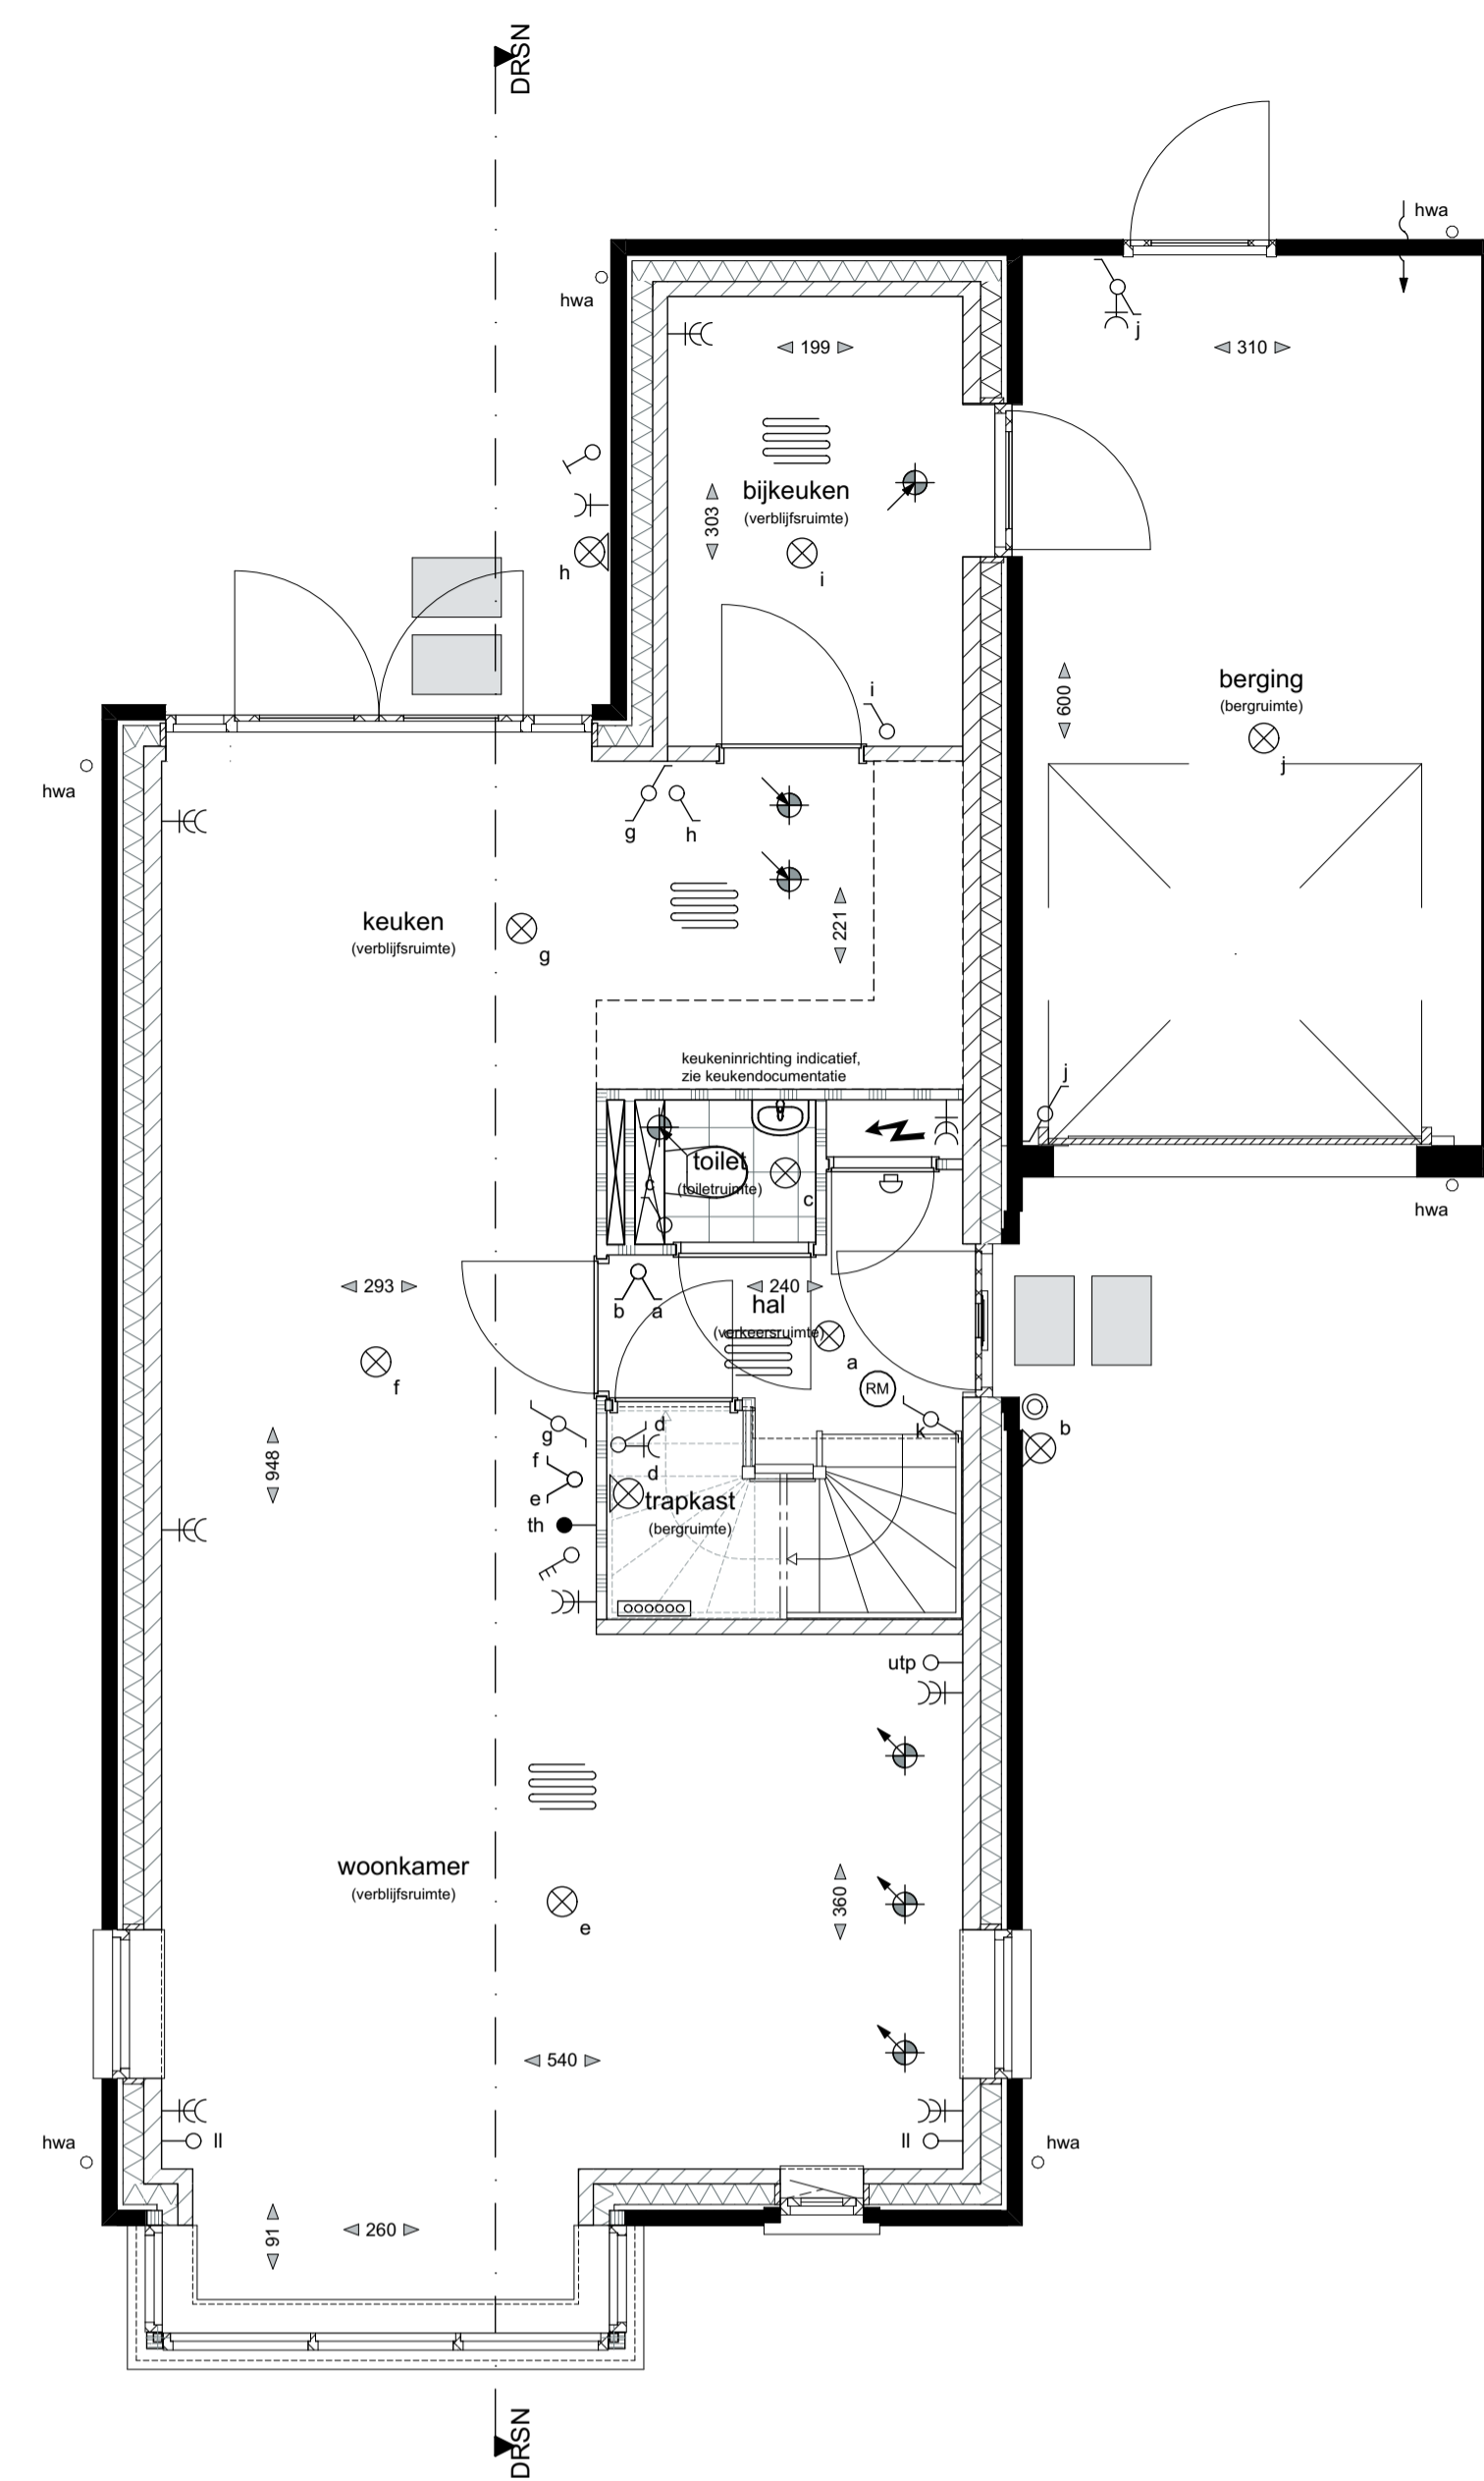 DRSN
hwa
hwa
j
199
310
bijkeuken
(verblijfsruimte)
303
h
i
berging
(bergruimte)
600
i
j
hwa
g
h
keuken
(verblijfsruimte)
221
g
keukeninrichting indicatief,
zie keukendocumentatie
j
toilet
(toiletruimte)
c
c
hwa
293
240
b
a
hal
(verkeersruimte)
a
f
RM
k
b
g
d
948
f
d
e
trapkast
(bergruimte)
th
utp
woonkamer
(verblijfsruimte)
360
e
540
hwa
ll
ll
hwa
91
260
DRSN